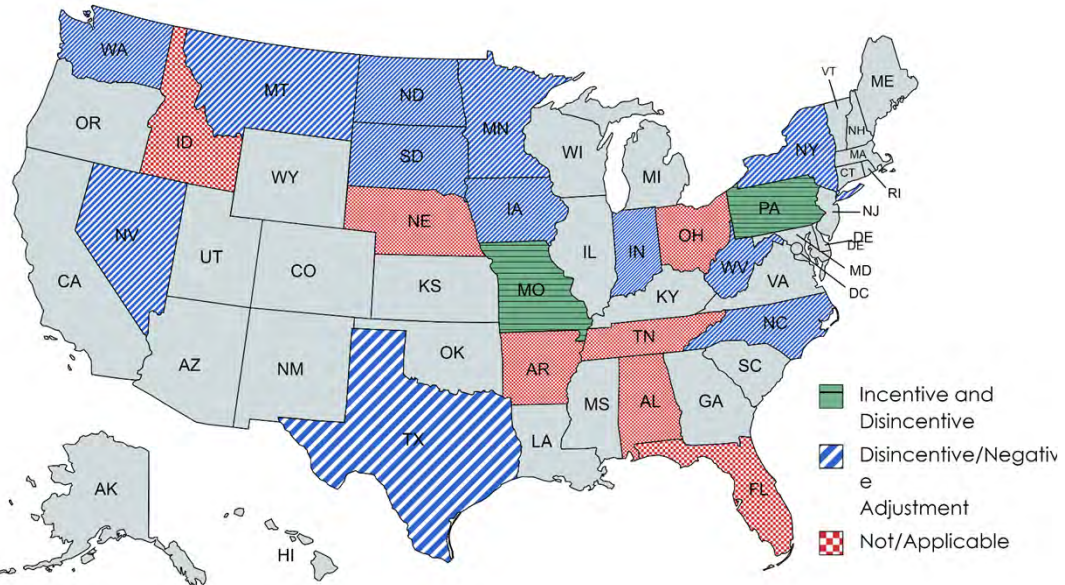 WA
MT
ND
MN
VT
ME
OR
ID
SD
WI
NH
NY
MA
CT
RI
WY
MI
NE
IA
PA
NJ
NV
UT
CO
IL
IN
OH
DE
DE
MD
DC
CA
KS
MO
KY
WV
VA
AZ
NM
OK
AR
TN
NC
SC
TX
LA
MS
AL
GA
FL
AK
HI
Incentive and
Disincentive
Disincentive/Negativ
e
Adjustment
Not/Applicable